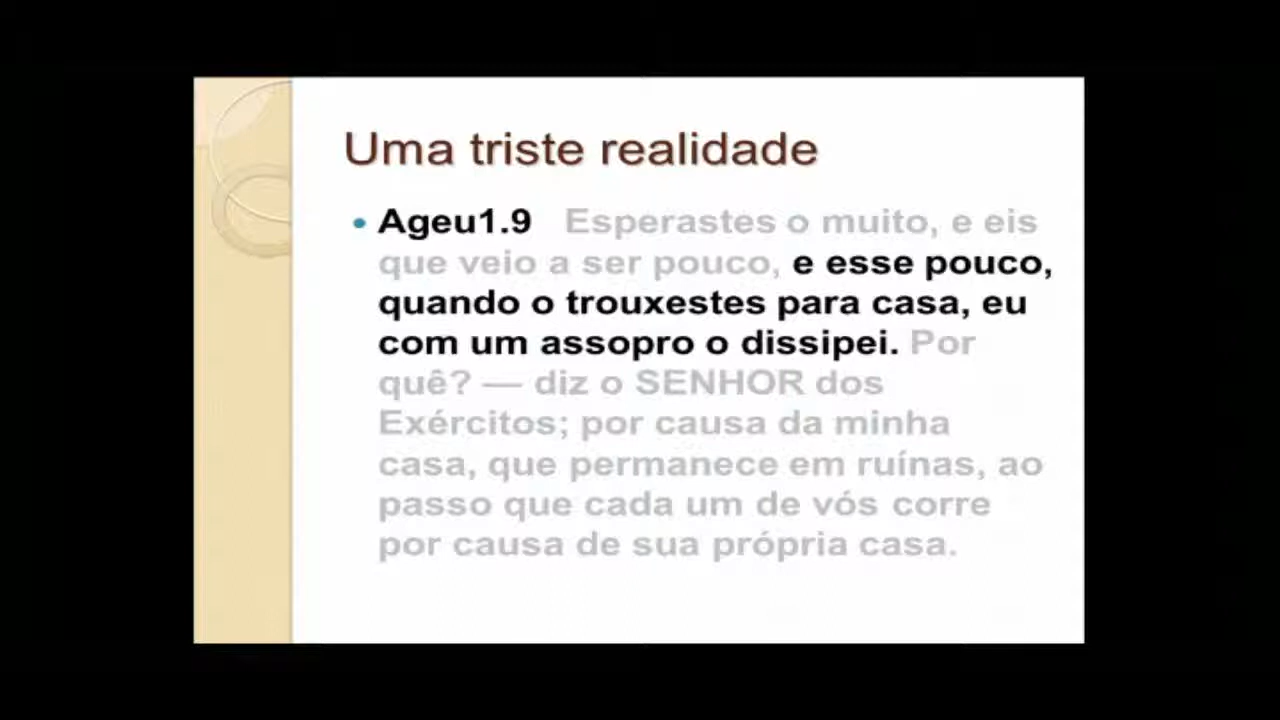 Uma triste realidade
• Ageu1.9 Esperastes o muito, e eis
que veio a ser pouco, e esse pouco,
quando o trouxestes para casa, eu
com um assopro o dissipei. Por
quê? — diz o SENHOR dos
Exércitos; por causa da minha
casa, que permanece em ruínas, ao
passo que cada um de vós corre
por causa de sua própria casa.